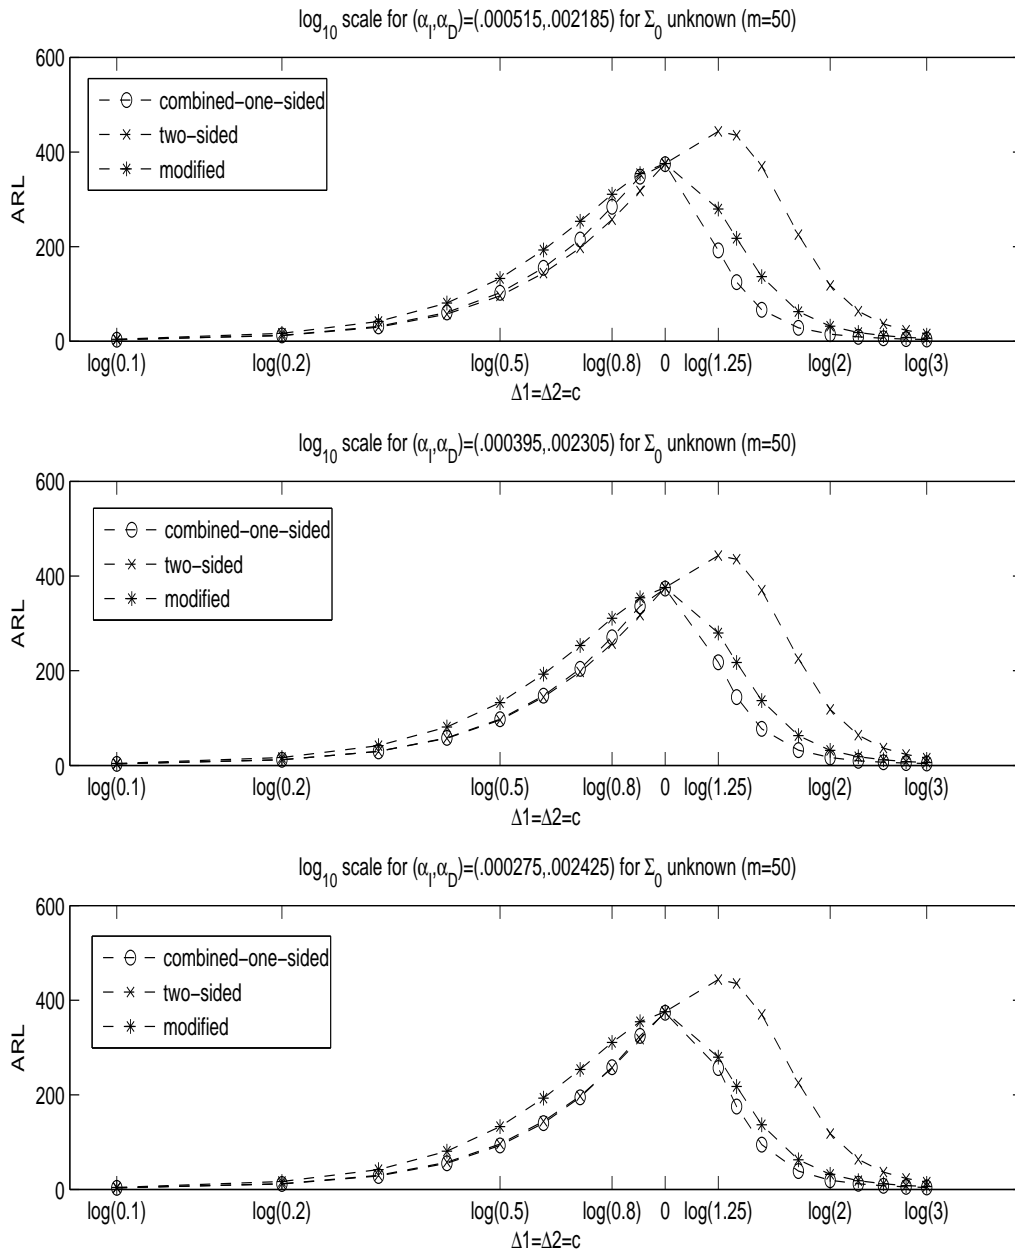 log10 scale for (αI,αD)=(.000515,.002185) for Σ0 unknown (m=50)
600
400
200
0
ARL
combined−one−sided
two−sided
modified
log(0.1) log(0.2) log(0.5) log(0.8) 0 log(1.25) log(2) log(3)
Δ1=Δ2=c
log10 scale for (αI,αD)=(.000395,.002305) for Σ0 unknown (m=50)
600
400
200
0
ARL
combined−one−sided
two−sided
modified
log(0.1) log(0.2) log(0.5) log(0.8) 0 log(1.25) log(2) log(3)
Δ1=Δ2=c
log10 scale for (αI,αD)=(.000275,.002425) for Σ0 unknown (m=50)
600
400
200
0
ARL
combined−one−sided
two−sided
modified
log(0.1) log(0.2) log(0.5) log(0.8) 0 log(1.25) log(2) log(3)
Δ1=Δ2=c